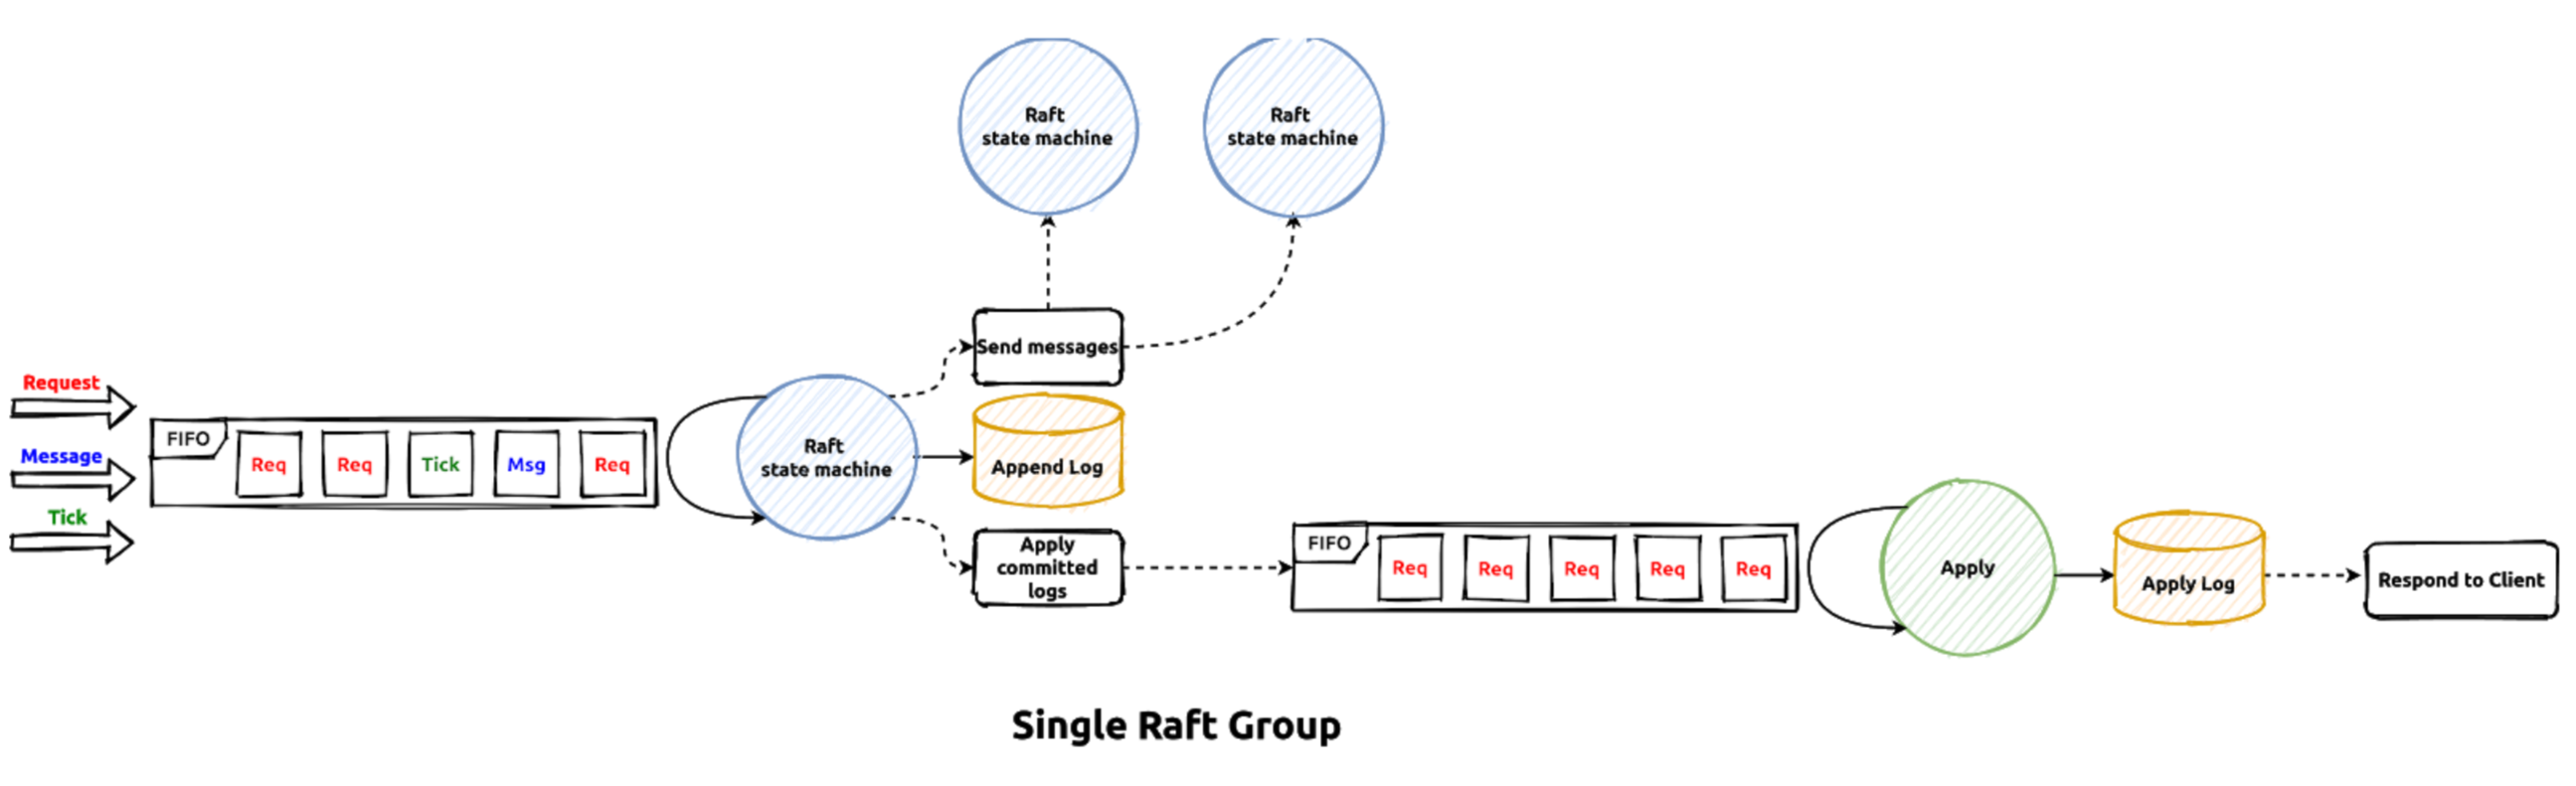 Raft
state machine
Raft
state machine
Send messages
Request
Message
Tick
FIFO
Req
Req
Tick
Msg
Req
Raft
state machine
Append Log
Apply
committed
logs
FIFO
Req
Req
Req
Req
Req
Apply
Apply Log
Respond to Client
Single Raft Group